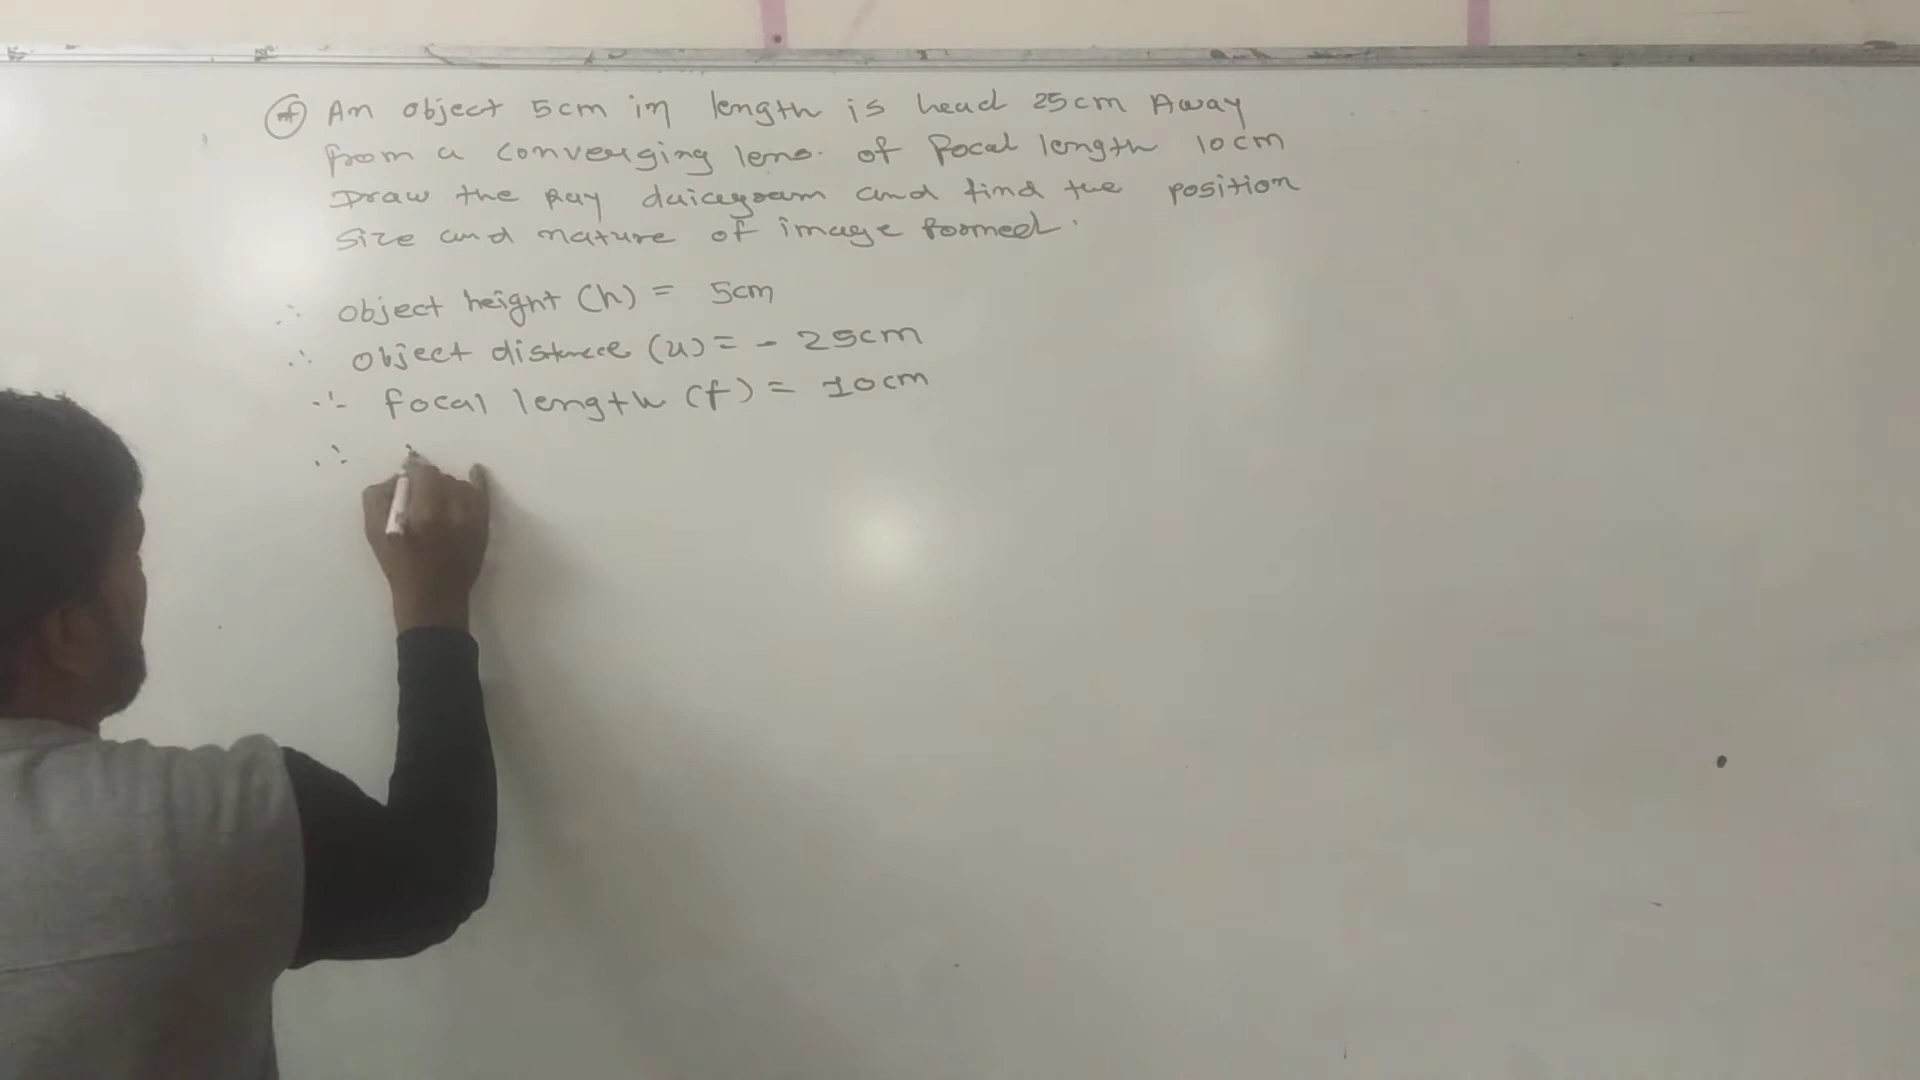 An object 5cm in length is head 25cm Away
from a converging lens. of focal length 10cm
Draw the Ray daicegram and find the position
size and nature of image formed.
∴ object height (h) = 5cm
∴ object distance (u) = - 25cm
∴ focal length (f) = 10cm
∴